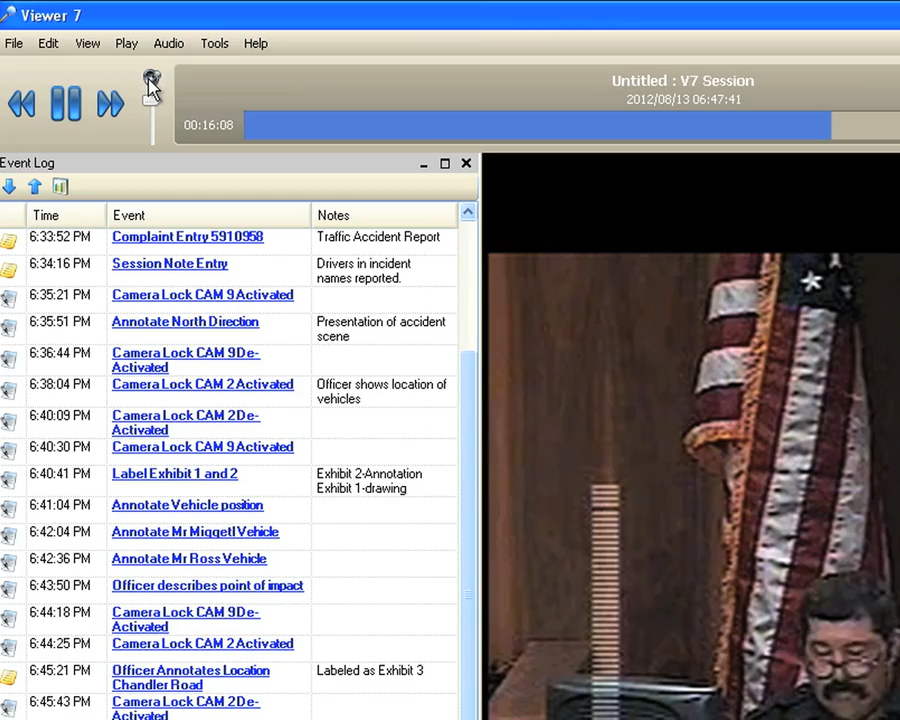 Viewer 7
File Edit View Play Audio Tools Help
Untitled : V7 Session
2012/08/13 06:47:41
00:16:08
Event Log
Time Event Notes
6:33:52 PM Complaint Entry 5910958 Traffic Accident Report
6:34:16 PM Session Note Entry Drivers in incident
names reported.
6:35:21 PM Camera Lock CAM 9 Activated
6:35:51 PM Annotate North Direction Presentation of accident
scene
6:36:44 PM Camera Lock CAM 9 De-
Activated
6:38:04 PM Camera Lock CAM 2 Activated Officer shows location of
vehicles
6:40:09 PM Camera Lock CAM 2 De-
Activated
6:40:30 PM Camera Lock CAM 9 Activated
6:40:41 PM Label Exhibit 1 and 2 Exhibit 2-Annotation
Exhibit 1-drawing
6:41:04 PM Annotate Vehicle position
6:42:04 PM Annotate Mr Miggetl Vehicle
6:42:36 PM Annotate Mr Ross Vehicle
6:43:50 PM Officer describes point of impact
6:44:18 PM Camera Lock CAM 9 De-
Activated
6:44:25 PM Camera Lock CAM 2 Activated
6:45:21 PM Officer Annotates Location Labeled as Exhibit 3
Chandler Road
6:45:43 PM Camera Lock CAM 2 De-
Activated